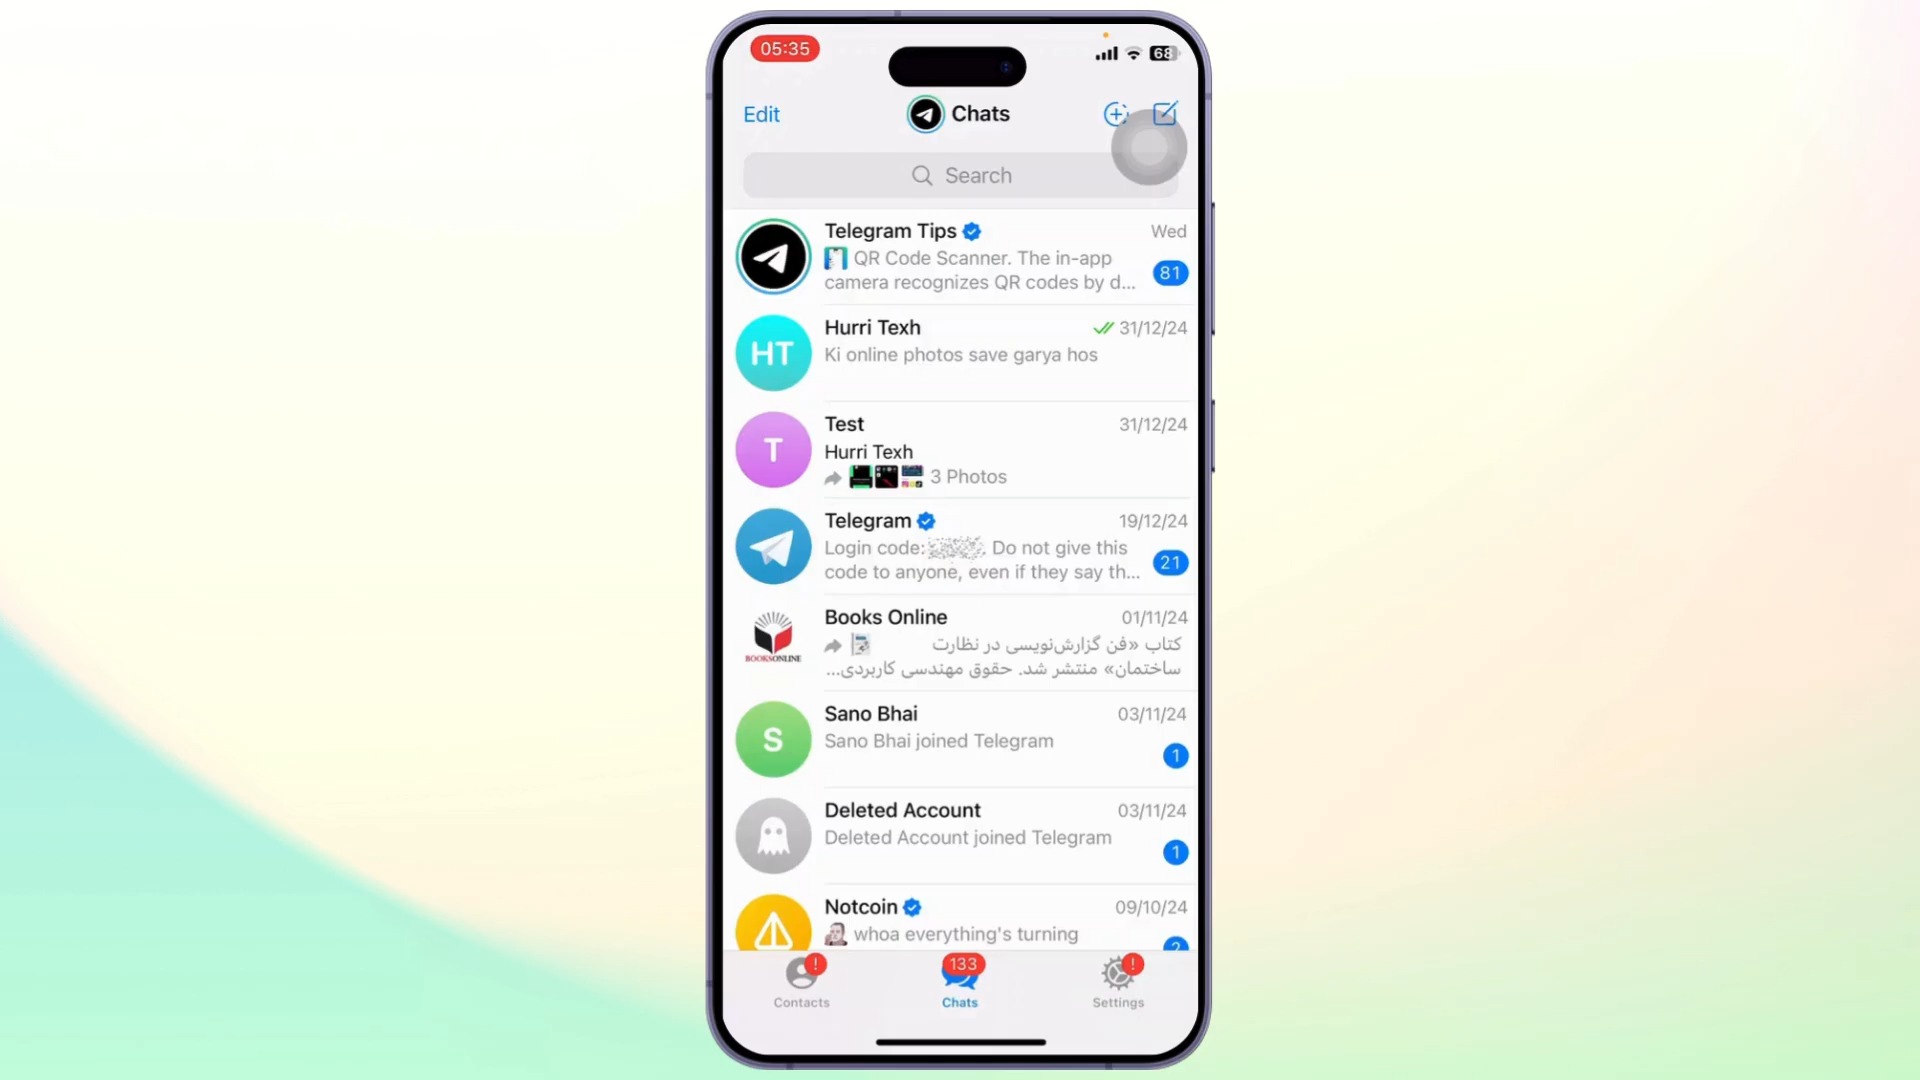 05:35
68
Edit
Chats
Search
Telegram Tips
Wed
QR Code Scanner. The in-app
camera recognizes QR codes by d...
81
HT
Hurri Texh
31/12/24
Ki online photos save garya hos
T
Test
31/12/24
Hurri Texh
3 Photos
Telegram
19/12/24
Login code: . Do not give this
code to anyone, even if they say th...
21
BOOKSONLINE
Books Online
01/11/24
کتاب «فن گزارش‌نویسی در نظارت
ساختمان» منتشر شد. حقوق مهندسی کاربردی...
S
Sano Bhai
03/11/24
Sano Bhai joined Telegram
1
Deleted Account
03/11/24
Deleted Account joined Telegram
1
Notcoin
09/10/24
whoa everything's turning
2
!
133
!
Contacts
Chats
Settings